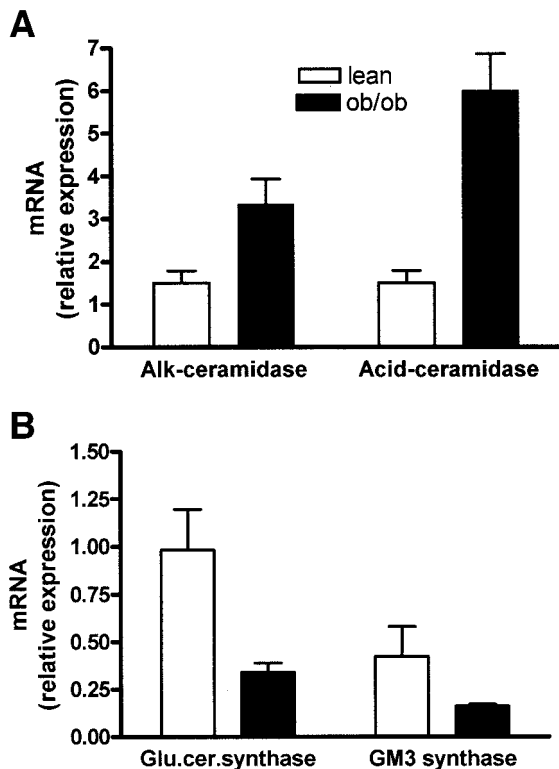 A
mRNA
(relative expression)
7
6
5
4
3
2
1
0
lean
ob/ob
Alk-ceramidase
Acid-ceramidase
B
mRNA
(relative expression)
1.50
1.25
1.00
0.75
0.50
0.25
0.00
Glu.cer.synthase
GM3 synthase